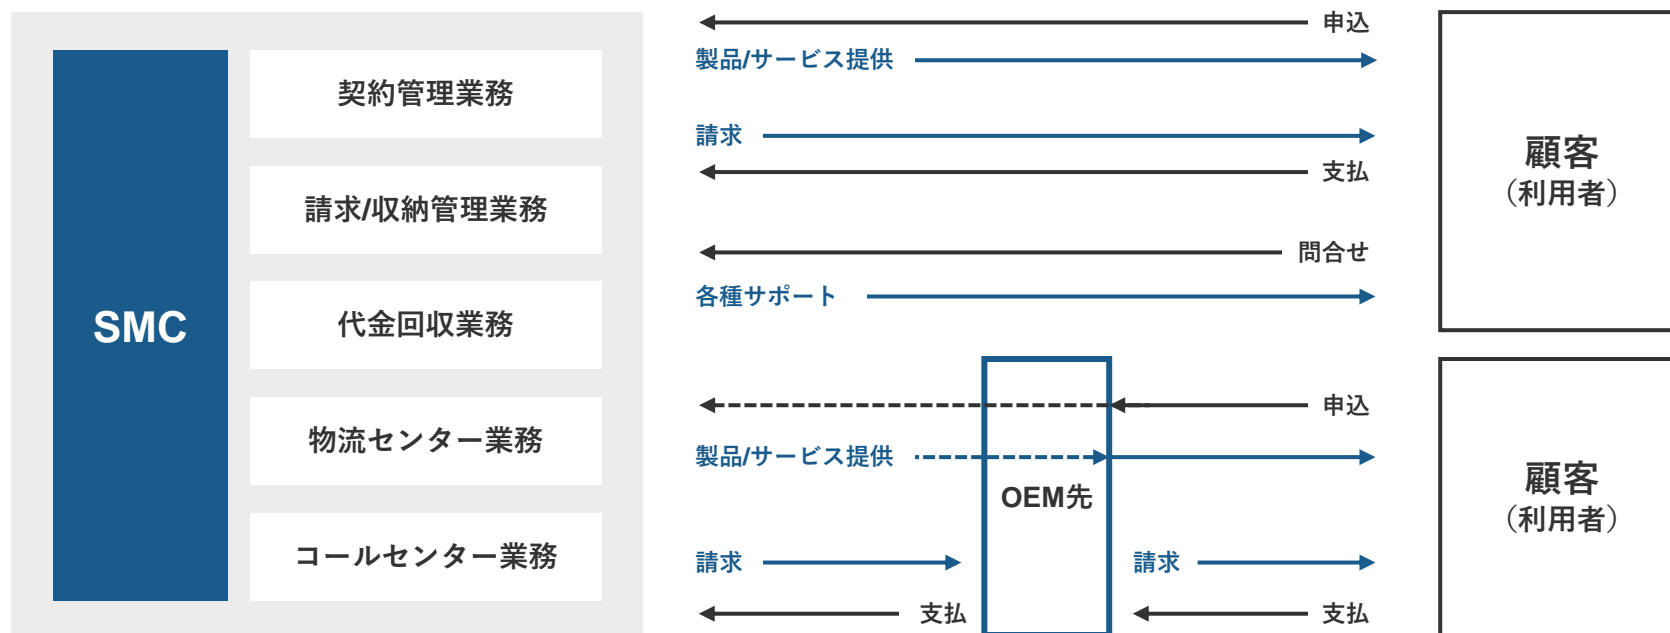 SMC
契約管理業務
請求/収納管理業務
代金回収業務
物流センター業務
コールセンター業務
申込
製品/サービス提供
請求
支払
問合せ
各種サポート
顧客
（利用者）
申込
製品/サービス提供
OEM先
請求
請求
支払
支払
顧客
（利用者）